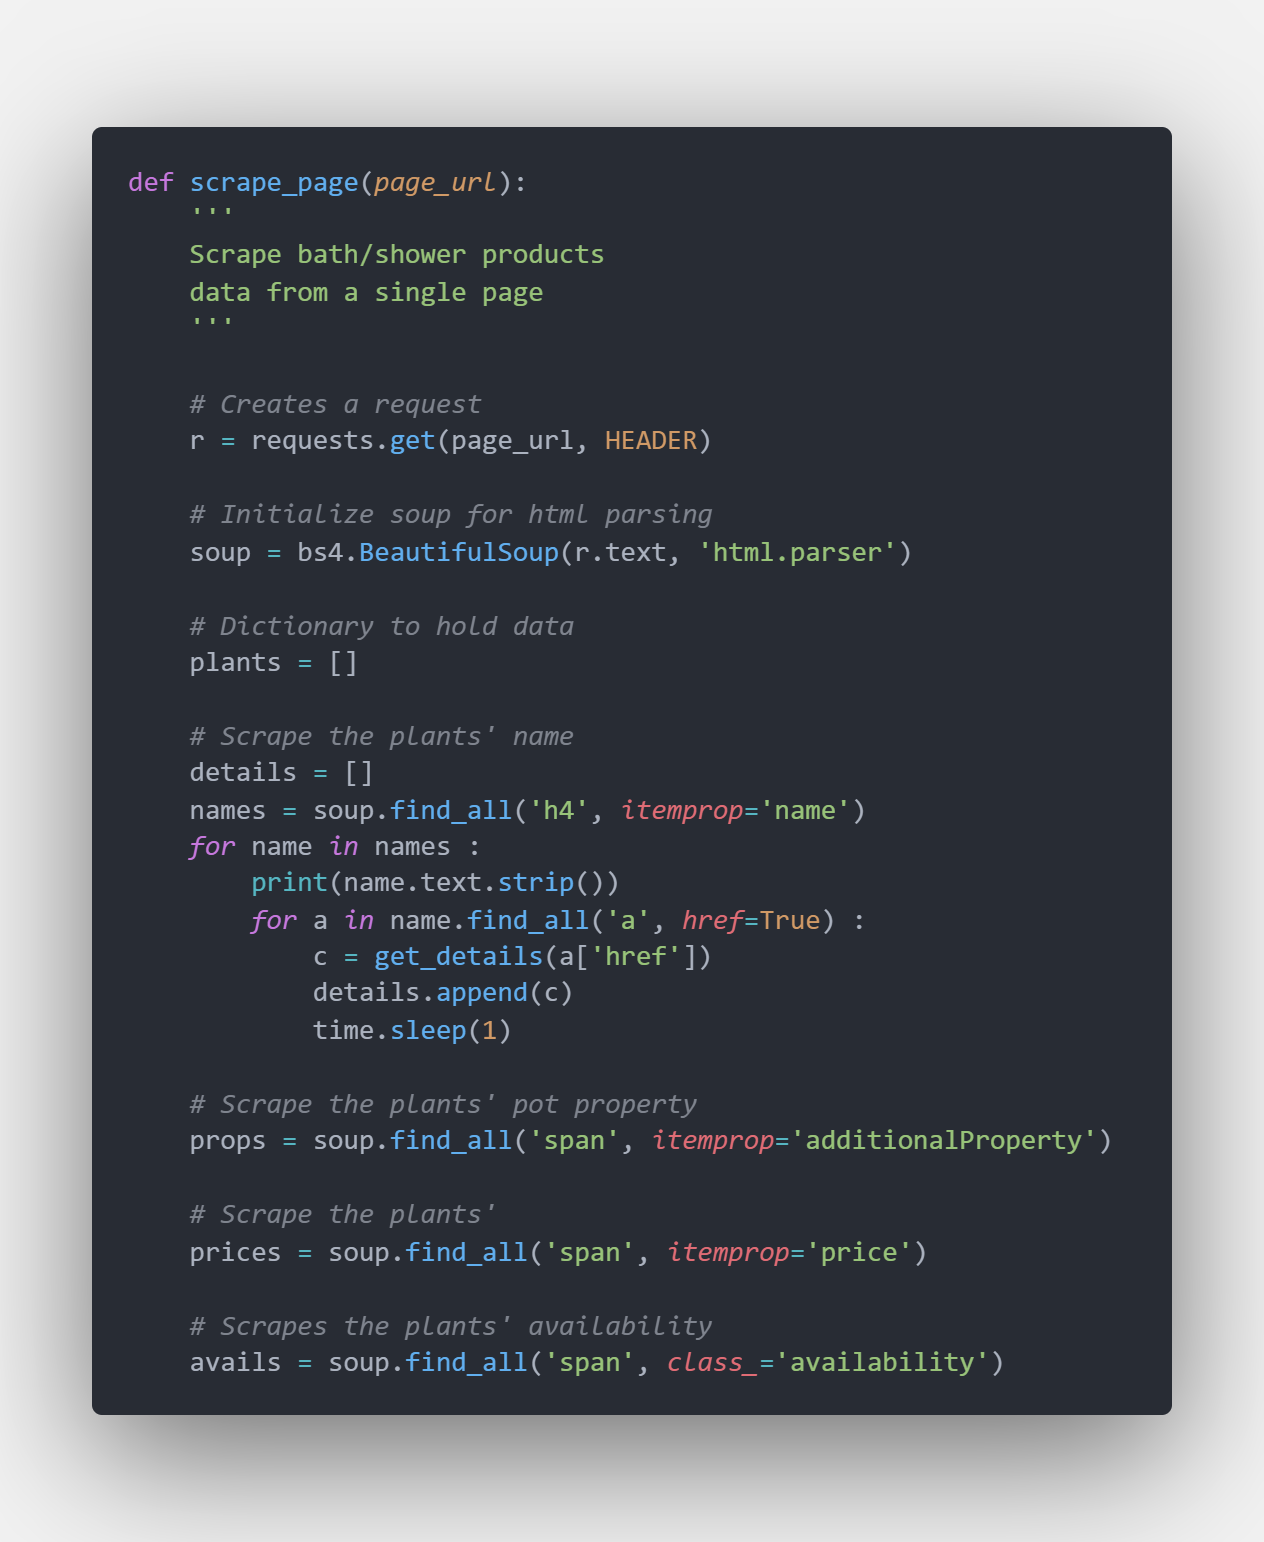 def scrape_page(page_url):
    '''
    Scrape bath/shower products
    data from a single page
    '''

    # Creates a request
    r = requests.get(page_url, HEADER)

    # Initialize soup for html parsing
    soup = bs4.BeautifulSoup(r.text, 'html.parser')

    # Dictionary to hold data
    plants = []

    # Scrape the plants' name
    details = []
    names = soup.find_all('h4', itemprop='name')
    for name in names :
        print(name.text.strip())
        for a in name.find_all('a', href=True) :
            c = get_details(a['href'])
            details.append(c)
            time.sleep(1)

    # Scrape the plants' pot property
    props = soup.find_all('span', itemprop='additionalProperty')

    # Scrape the plants'
    prices = soup.find_all('span', itemprop='price')

    # Scrapes the plants' availability
    avails = soup.find_all('span', class_='availability')